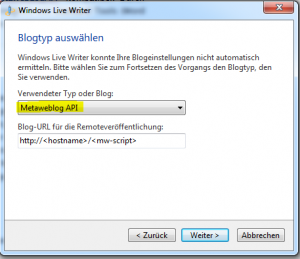 Windows Live Writer
Blogtyp auswählen
Windows Live Writer konnte Ihre Blogeinstellungen nicht automatisch
ermitteln. Bitte wählen Sie zum Fortsetzen des Vorgangs den Blogtyp, den
Sie verwenden.
Verwendeter Typ oder Blog:
Metaweblog API
Blog-URL für die Remoteveröffentlichung:
http://<hostname>/<mw-script>
< Zurück
Weiter >
Abbrechen